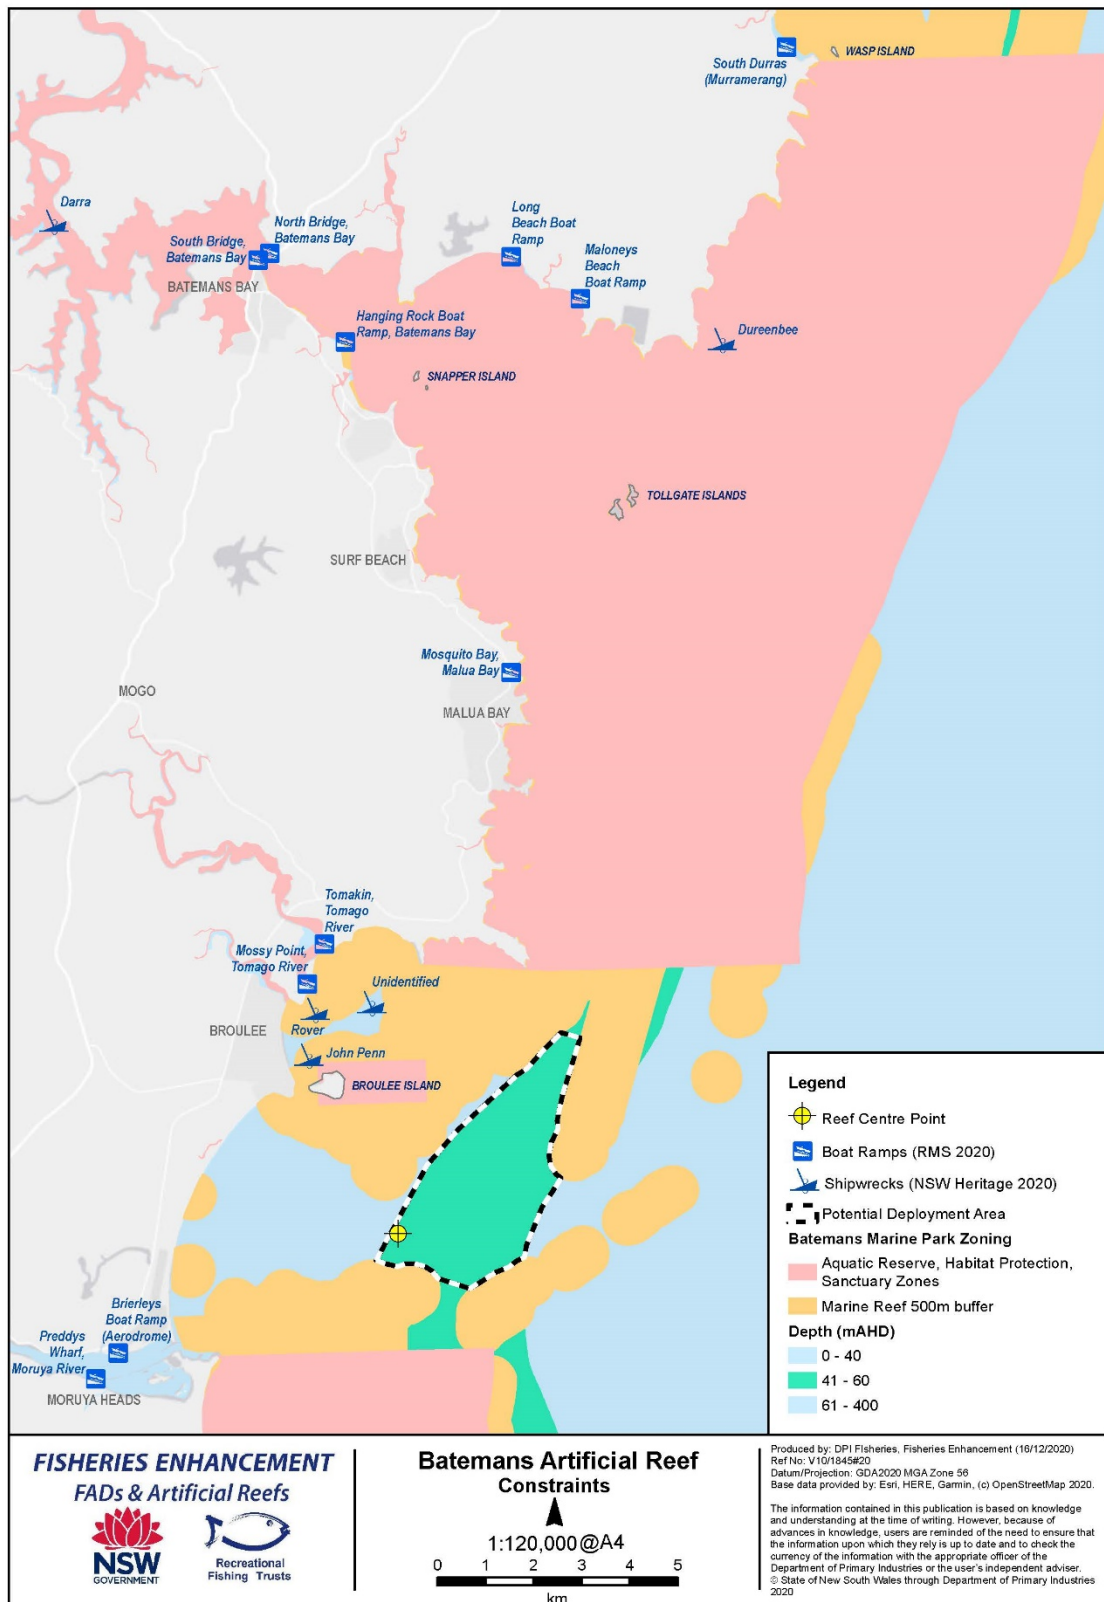 WASP ISLAND
South Durras
(Murramerang)
Darra
North Bridge,
Batemans Bay
South Bridge,
Batemans Bay
BATEMANS BAY
Long
Beach Boat
Ramp
Maloneys
Beach
Boat Ramp
Hanging Rock Boat
Ramp, Batemans Bay
Dureenbee
SNAPPER ISLAND
TOLLGATE ISLANDS
SURF BEACH
Mosquito Bay,
Malua Bay
MOGO
MALUA BAY
Tomakin,
Tomago
River
Mossy Point,
Tomago River
Unidentified
BROULEE
Rover
John Penn
BROULEE ISLAND
Brierleys
Boat Ramp
(Aerodrome)
Preddys
Wharf,
Moruya River
MORUYA HEADS
Legend
Reef Centre Point
Boat Ramps (RMS 2020)
Shipwrecks (NSW Heritage 2020)
Potential Deployment Area
Batemans Marine Park Zoning
Aquatic Reserve, Habitat Protection,
Sanctuary Zones
Marine Reef 500m buffer
Depth (mAHD)
0 - 40
41 - 60
61 - 400
FISHERIES ENHANCEMENT
FADs & Artificial Reefs
NSW
GOVERNMENT
Recreational
Fishing Trusts
Batemans Artificial Reef
Constraints
1:120,000 @A4
0 1 2 3 4 5
km
Produced by: DPI Fisheries, Fisheries Enhancement (16/12/2020)
Ref No: V10/1845#20
Datum/Projection: GDA2020 MGA Zone 56
Base data provided by: Esri, HERE, Garmin, (c) OpenStreetMap 2020.
The information contained in this publication is based on knowledge
and understanding at the time of writing. However, because of
advances in knowledge, users are reminded of the need to ensure that
the information upon which they rely is up to date and to check the
currency of the information with the appropriate officer of the
Department of Primary Industries or the user's independent adviser.
© State of New South Wales through Department of Primary Industries
2020